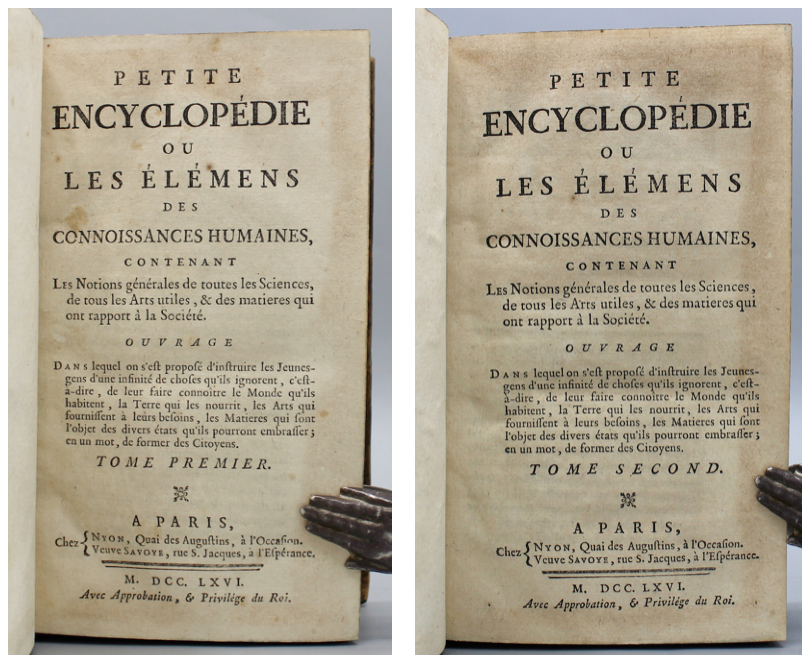 PETITE
ENCYCLOPÉDIE
OU
LES ÉLÉMENS
DES
CONNOISSANCES HUMAINES,
CONTENANT
LES Notions générales de toutes les Sciences,
de tous les Arts utiles, & des matieres qui
ont rapport à la Société.
OUVRAGE
DANS lequel on s'eſt propoſé d'inſtruire les Jeunes-
gens d'une infinité de choſes qu'ils ignorent, c'eſt-
à-dire, de leur faire connoître le Monde qu'ils
habitent, la Terre qui les nourrit, les Arts qui
fourniſſent à leurs beſoins, les Matieres qui ſont
l'objet des divers états qu'ils pourront embraſſer;
en un mot, de former des Citoyens.
TOME PREMIER.
A PARIS,
Chez { NYON, Quai des Auguſtins, à l'Occaſion.
Veuve SAVOYE, rue S. Jacques, à l'Eſpérance.
M. DCC. LXVI.
Avec Approbation, & Privilége du Roi.
PETITE
ENCYCLOPÉDIE
OU
LES ÉLÉMENS
DES
CONNOISSANCES HUMAINES,
CONTENANT
LES Notions générales de toutes les Sciences,
de tous les Arts utiles, & des matieres qui
ont rapport à la Société.
OUVRAGE
DANS lequel on s'eſt propoſé d'inſtruire les Jeunes-
gens d'une infinité de choſes qu'ils ignorent, c'eſt-
à-dire, de leur faire connoître le Monde qu'ils
habitent, la Terre qui les nourrit, les Arts qui
fourniſſent à leurs beſoins, les Matieres qui ſont
l'objet des divers états qu'ils pourront embraſſer;
en un mot, de former des Citoyens.
TOME SECOND.
A PARIS,
Chez { NYON, Quai des Auguſtins, à l'Occaſion.
Veuve SAVOYE, rue S. Jacques, à l'Eſpérance.
M. DCC. LXVI.
Avec Approbation, & Privilége du Roi.